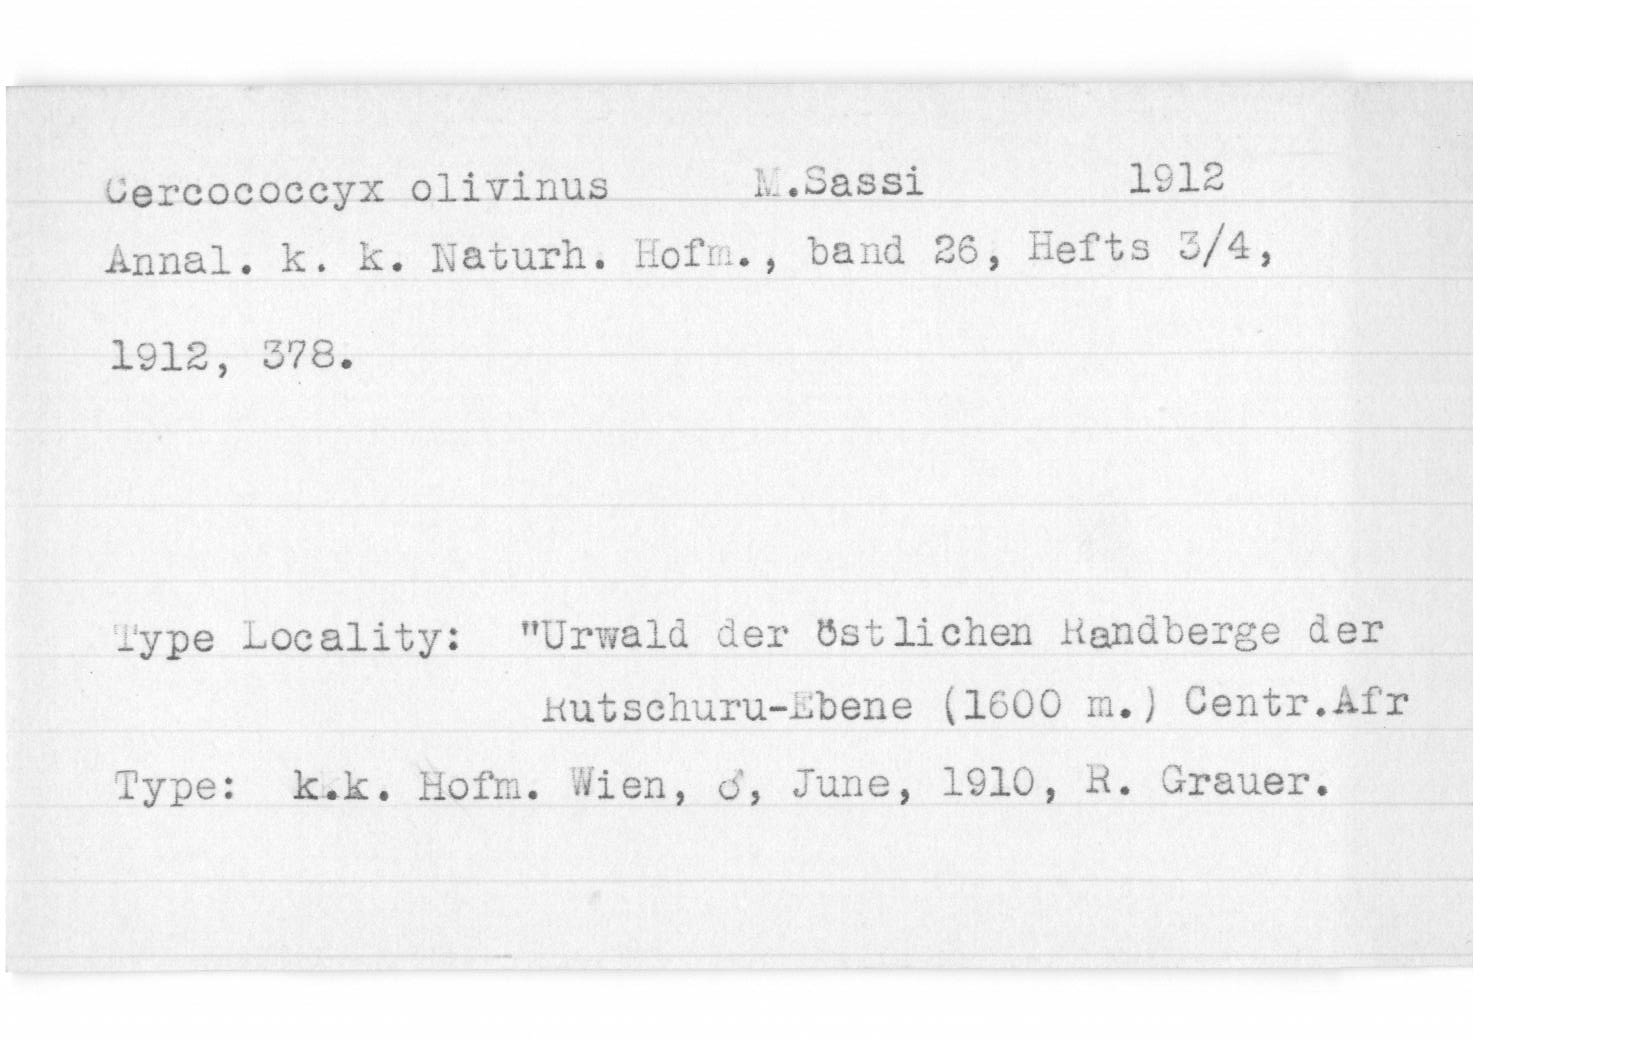 Cercococcyx olivinus M.Sassi 1912
Annal. k. k. Naturh. Hofm., band 26, Hefts 3/4,
1912, 378.
Type Locality: "Urwald der östlichen Randberge der
Rutschuru-Ebene (1600 m.) Centr.Afr
Type: k.k. Hofm. Wien, ♂, June, 1910, R. Grauer.